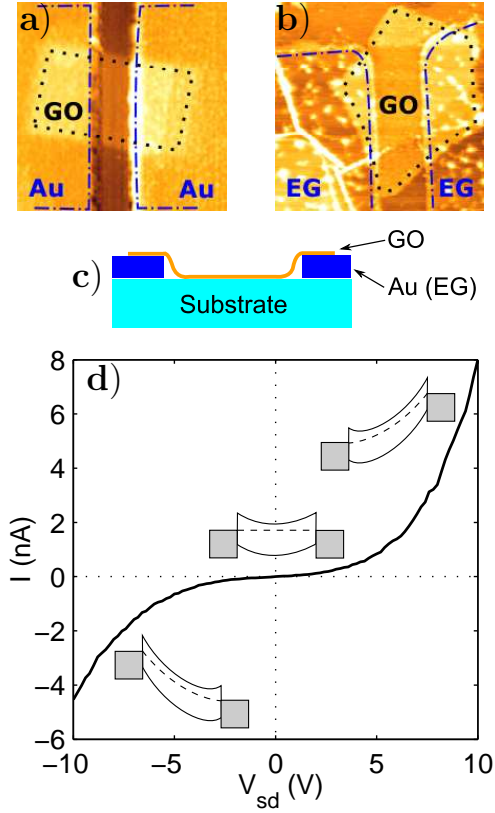 a)
GO
Au
Au
b)
GO
EG
EG
c)
GO
Au (EG)
Substrate
d)
8
6
4
2
0
−2
−4
−6
I (nA)
−10
−5
0
5
10
V_sd (V)